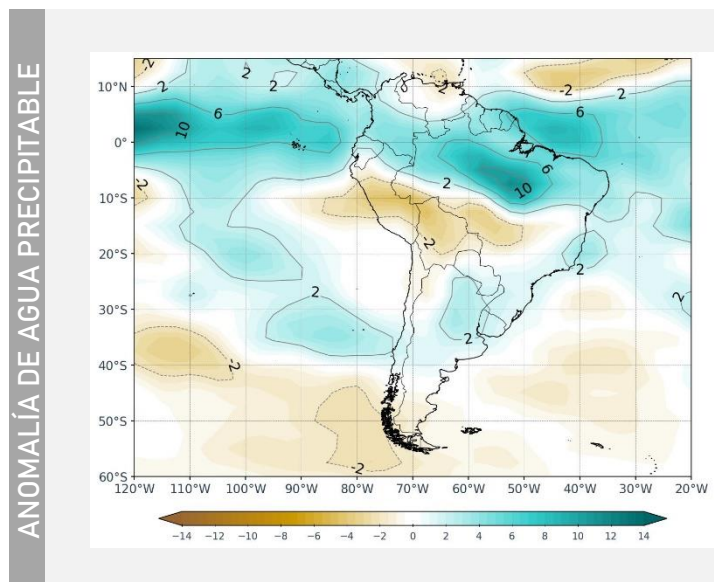 ANOMALÍA DE AGUA PRECIPITABLE
-2 2 2 2 -2 -2 2
10°N
6 6
10
0°
6
2 10
-2 -2
10°S
-2
20°S
2 2
30°S
2 2
40°S
-2
50°S
-2
60°S
120°W 110°W 100°W 90°W 80°W 70°W 60°W 50°W 40°W 30°W 20°W
−14 −12 −10 −8 −6 −4 −2 0 2 4 6 8 10 12 14